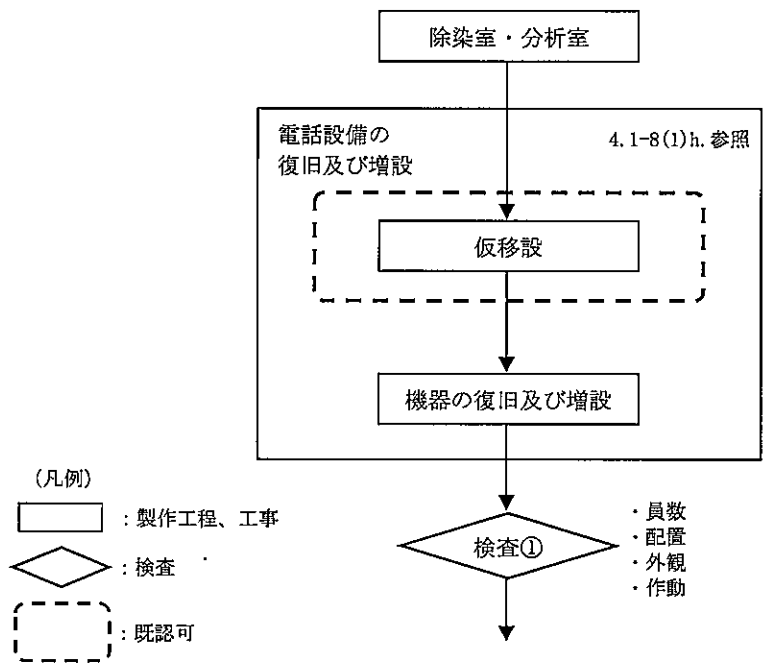 除染室・分析室
電話設備の
復旧及び増設
4.1-8(1)h.参照
仮移設
機器の復旧及び増設
検査①
・員数
・配置
・外観
・作動
(凡例)
：製作工程、工事
：検査
：既認可